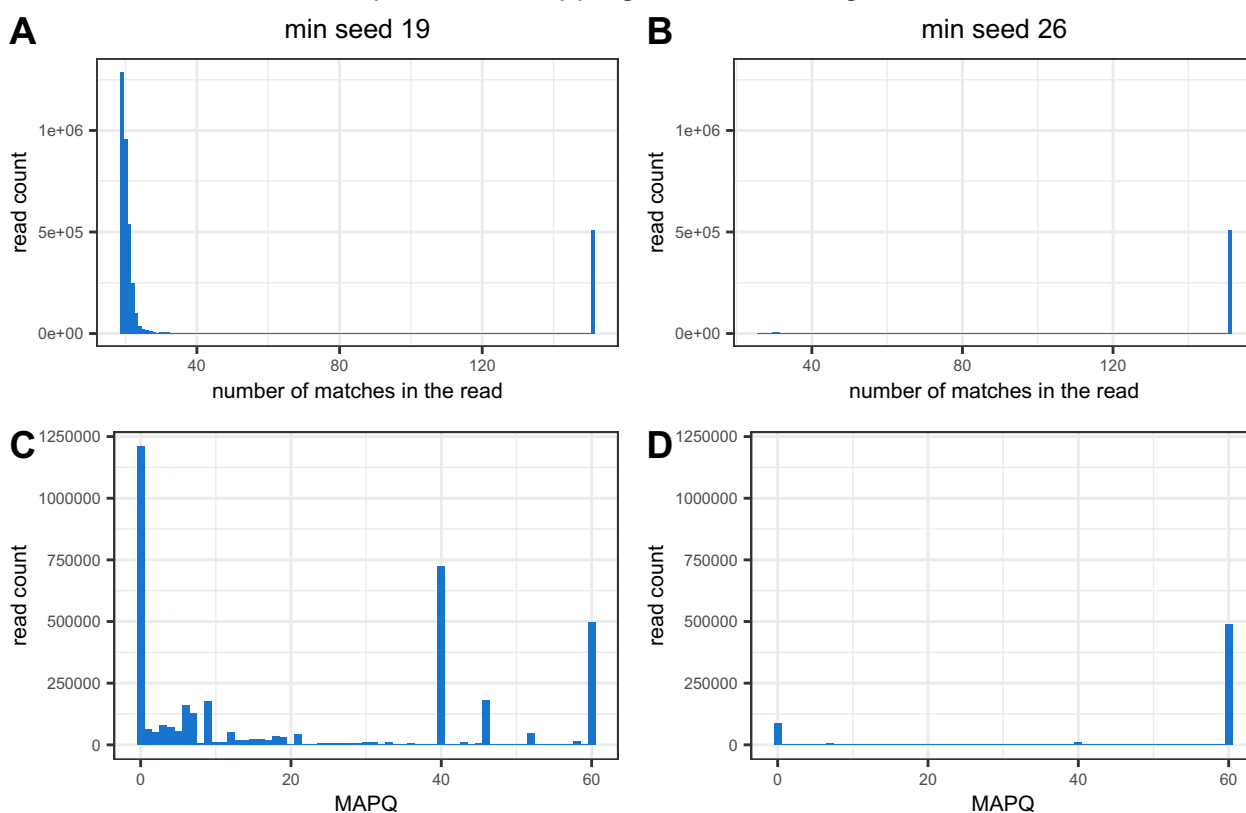 A
min seed 19
B
min seed 26
read count
1e+06
5e+05
0e+00
40
80
120
number of matches in the read
read count
1e+06
5e+05
0e+00
40
80
120
number of matches in the read
C
read count
1250000
1000000
750000
500000
250000
0
0
20
40
60
MAPQ
D
read count
1250000
1000000
750000
500000
250000
0
0
20
40
60
MAPQ